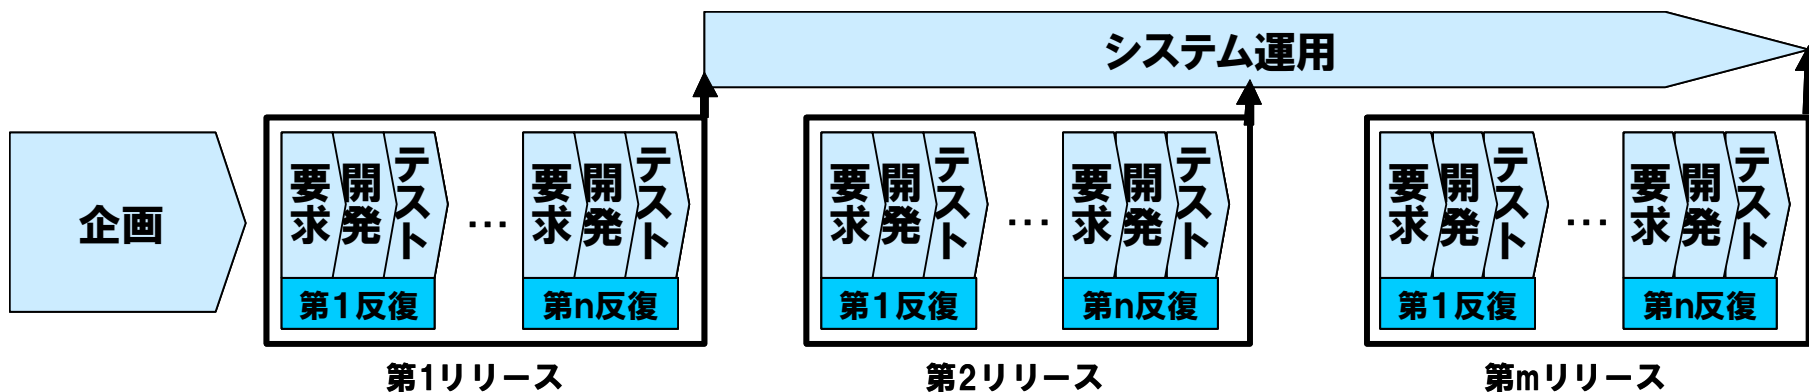 システム運用
企画
要求
開発
テスト
…
要求
開発
テスト
第1反復
第n反復
第1リリース
要求
開発
テスト
…
要求
開発
テスト
第1反復
第n反復
第2リリース
要求
開発
テスト
…
要求
開発
テスト
第1反復
第n反復
第mリリース